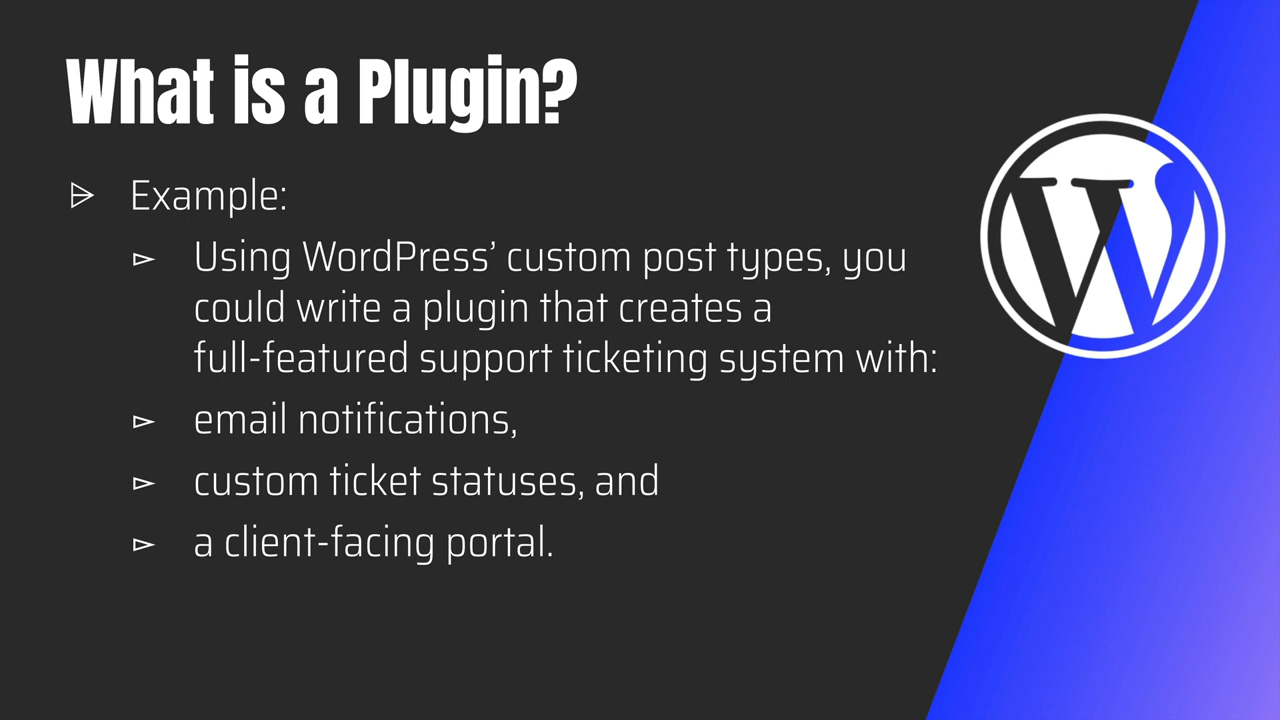 What is a Plugin?
Example:
Using WordPress’ custom post types, you
could write a plugin that creates a
full-featured support ticketing system with:
email notifications,
custom ticket statuses, and
a client-facing portal.